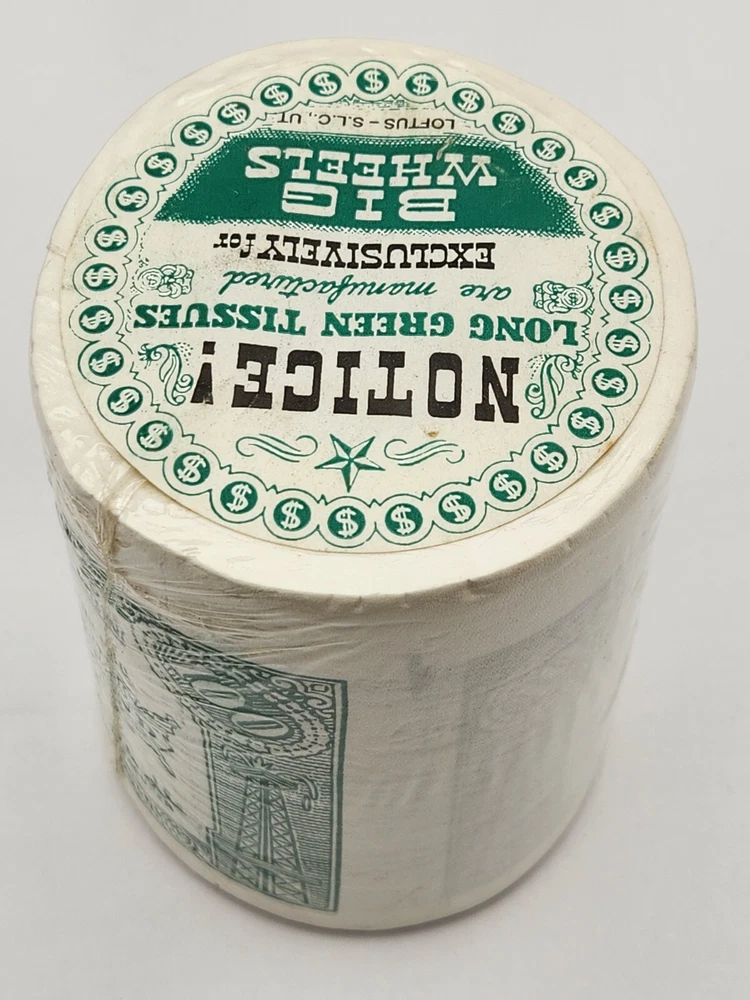 NOTICE!
LONG GREEN TISSUES
are manufactured
EXCLUSIVELY for
BIG
WHEELS
LOFTUS – S.L.C., UT.